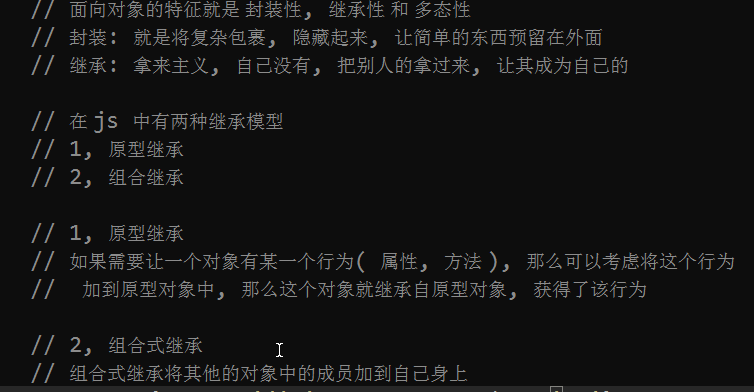 // 面向对象的特征就是 封装性, 继承性 和 多态性
// 封装: 就是将复杂包裹, 隐藏起来, 让简单的东西预留在外面
// 继承: 拿来主义, 自己没有, 把别人的拿过来, 让其成为自己的
// 在 js 中有两种继承模型
// 1, 原型继承
// 2, 组合继承
// 1, 原型继承
// 如果需要让一个对象有某一个行为( 属性, 方法 ), 那么可以考虑将这个行为
// 加到原型对象中, 那么这个对象就继承自原型对象, 获得了该行为
// 2, 组合式继承
// 组合式继承将其他的对象中的成员加到自己身上